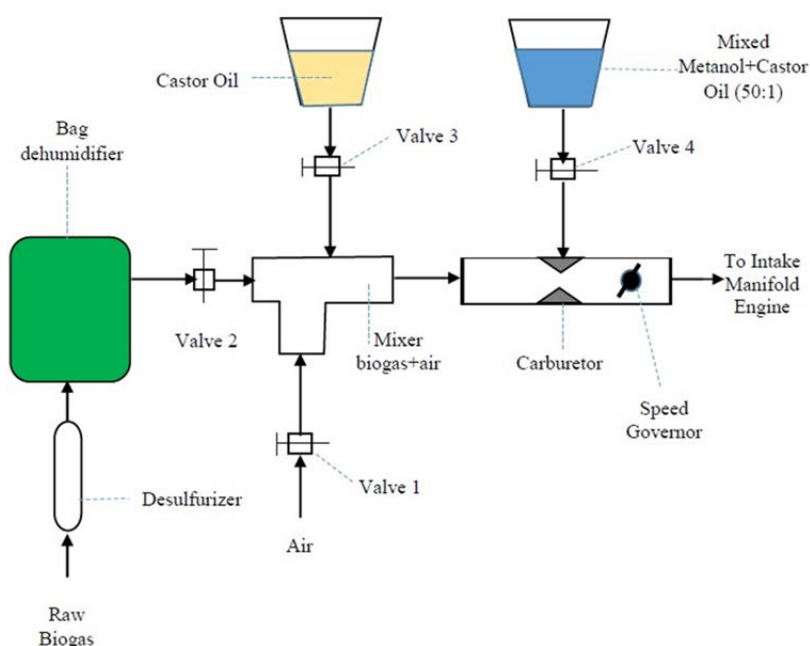 Castor Oil
Mixed
Metanol+Castor
Oil (50:1)
Bag
dehumidifier
Valve 3
Valve 4
To Intake
Manifold
Engine
Valve 2
Mixer
biogas+air
Carburetor
Speed
Governor
Desulfurizer
Valve 1
Air
Raw
Biogas